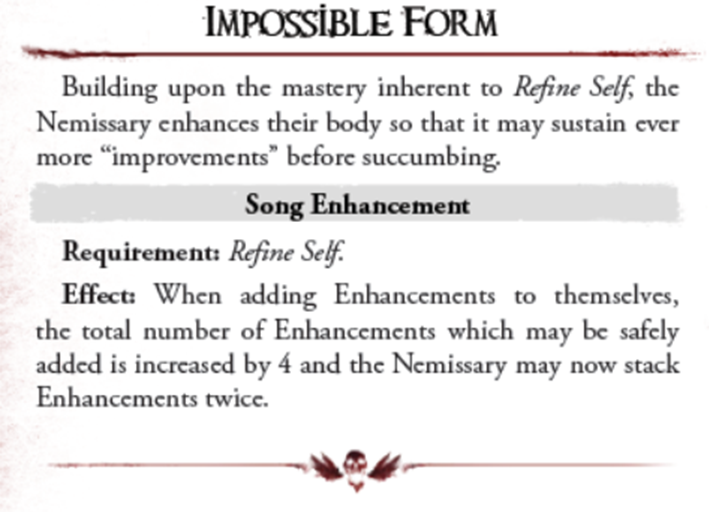 Impossible Form
Building upon the mastery inherent to Refine Self, the
Nemissary enhances their body so that it may sustain ever
more “improvements” before succumbing.
Song Enhancement
Requirement: Refine Self.
Effect: When adding Enhancements to themselves,
the total number of Enhancements which may be safely
added is increased by 4 and the Nemissary may now stack
Enhancements twice.